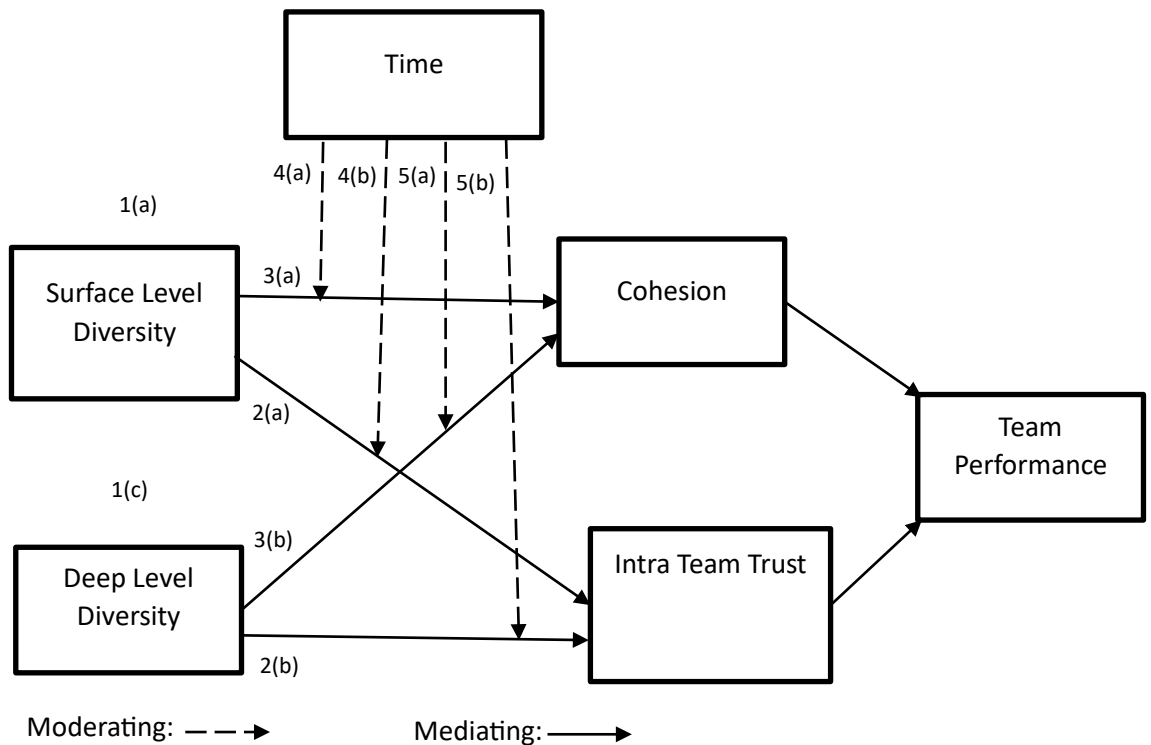 Time
4(a)
4(b)
5(a)
5(b)
1(a)
Surface Level
Diversity
3(a)
Cohesion
2(a)
Team
Performance
1(c)
Deep Level
Diversity
3(b)
Intra Team Trust
2(b)
Moderating:
Mediating: